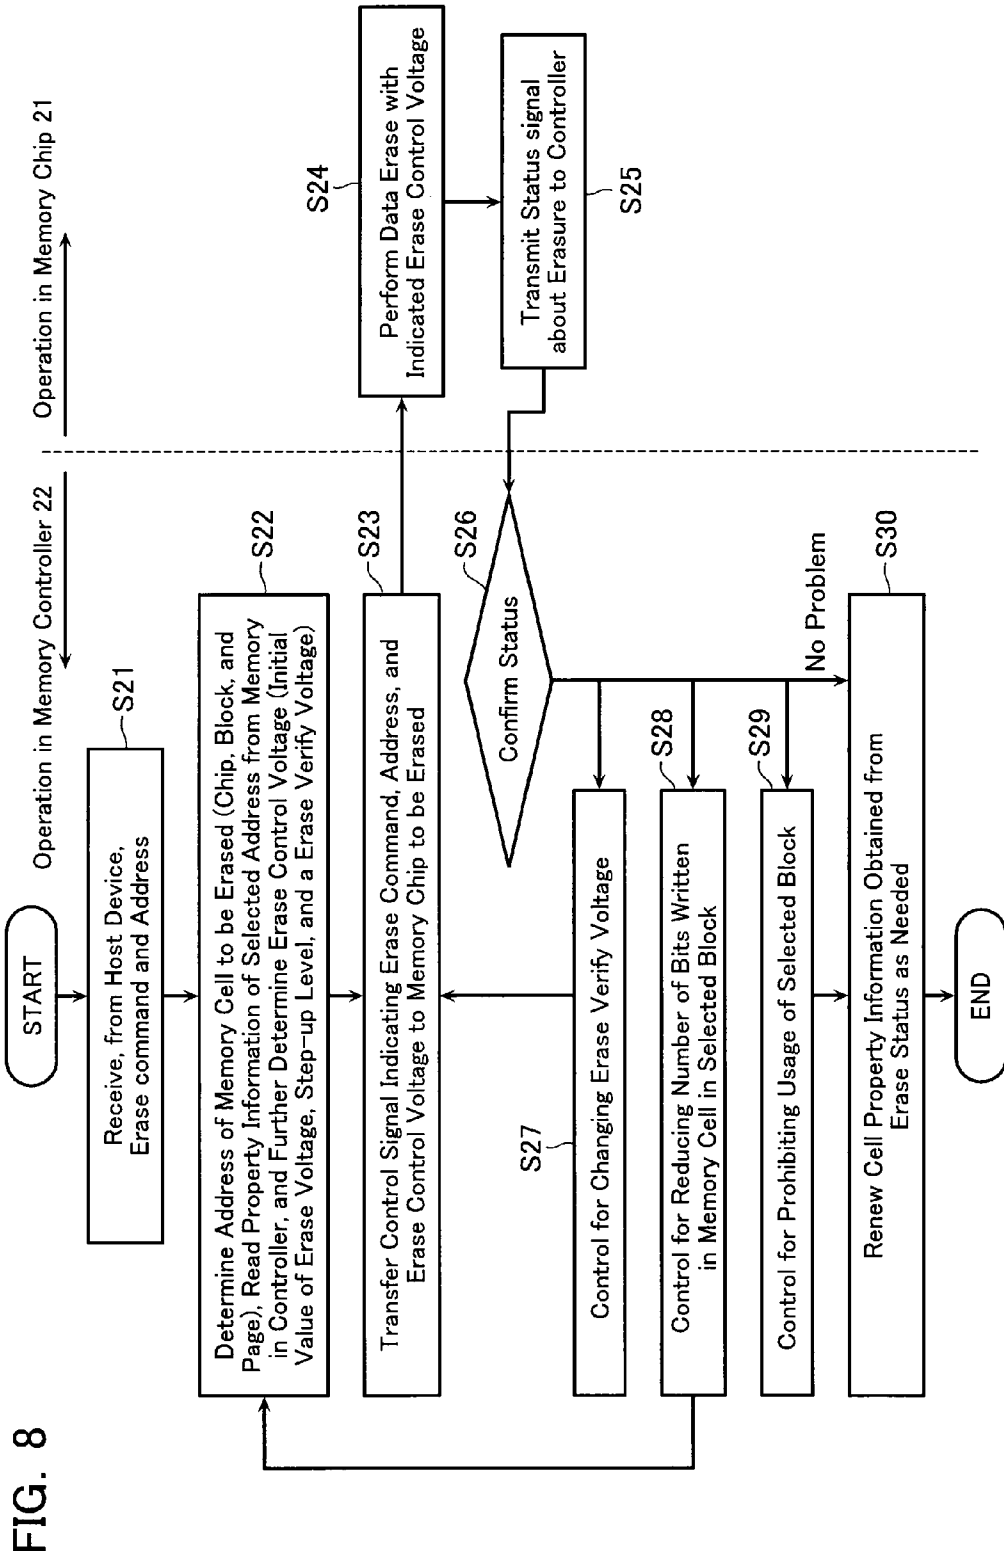 FIG. 8
Operation in Memory Controller 22
Operation in Memory Chip 21
START
Receive, from Host Device,
Erase command and Address
S21
Determine Address of Memory Cell to be Erased (Chip, Block, and
Page), Read Property Information of Selected Address from Memory
in Controller, and Further Determine Erase Control Voltage (Initial
Value of Erase Voltage, Step-up Level, and a Erase Verify Voltage)
S22
Transfer Control Signal Indicating Erase Command, Address, and
Erase Control Voltage to Memory Chip to be Erased
S23
Perform Data Erase with
Indicated Erase Control Voltage
S24
Transmit Status signal
about Erasure to Controller
S25
Confirm Status
S26
Control for Changing Erase Verify Voltage
S27
Control for Reducing Number of Bits Written
in Memory Cell in Selected Block
S28
Control for Prohibiting Usage of Selected Block
S29
No Problem
Renew Cell Property Information Obtained from
Erase Status as Needed
S30
END